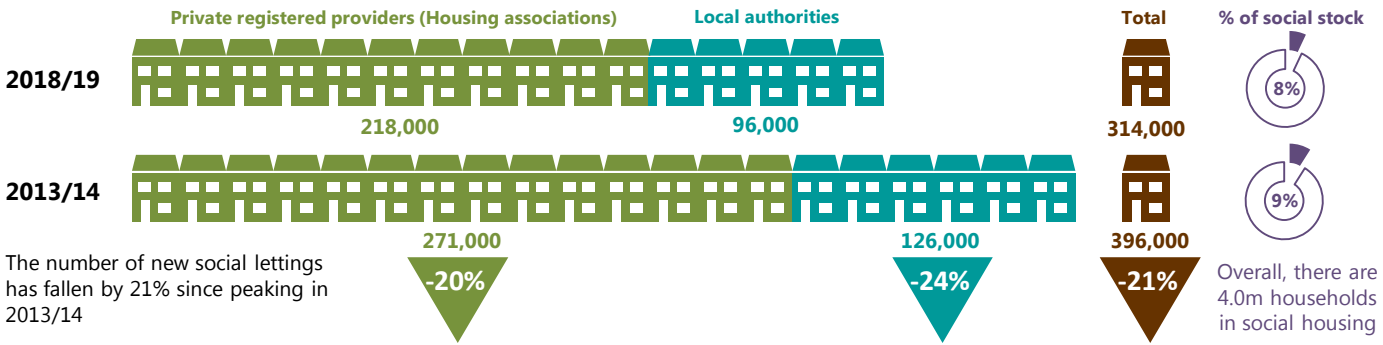 Private registered providers (Housing associations) Local authorities Total % of social stock
2018/19
8%
218,000 96,000 314,000
2013/14
9%
271,000 126,000 396,000
The number of new social lettings
has fallen by 21% since peaking in
2013/14
-20% -24% -21%
Overall, there are
4.0m households
in social housing